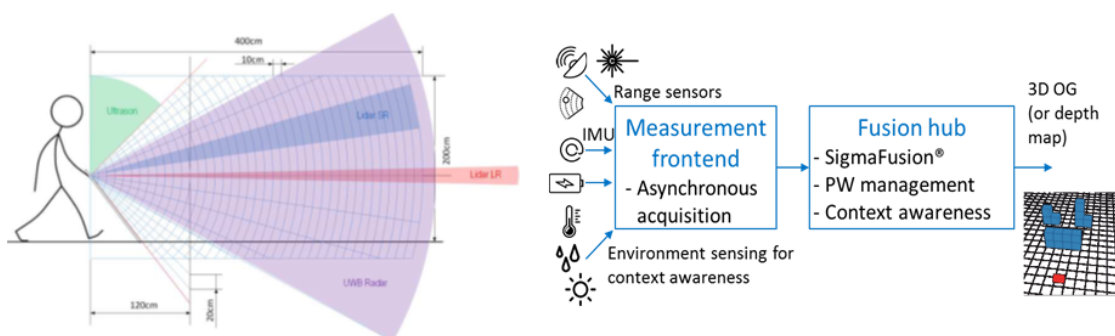 400cm
10cm
Ultrason
Lidar SR
200cm
Lidar LR
UWB Radar
120cm
20cm
Range sensors
IMU
Measurement
frontend
- Asynchronous
acquisition
Environment sensing for
context awareness
Fusion hub
- SigmaFusion®
- PW management
- Context awareness
3D OG
(or depth
map)